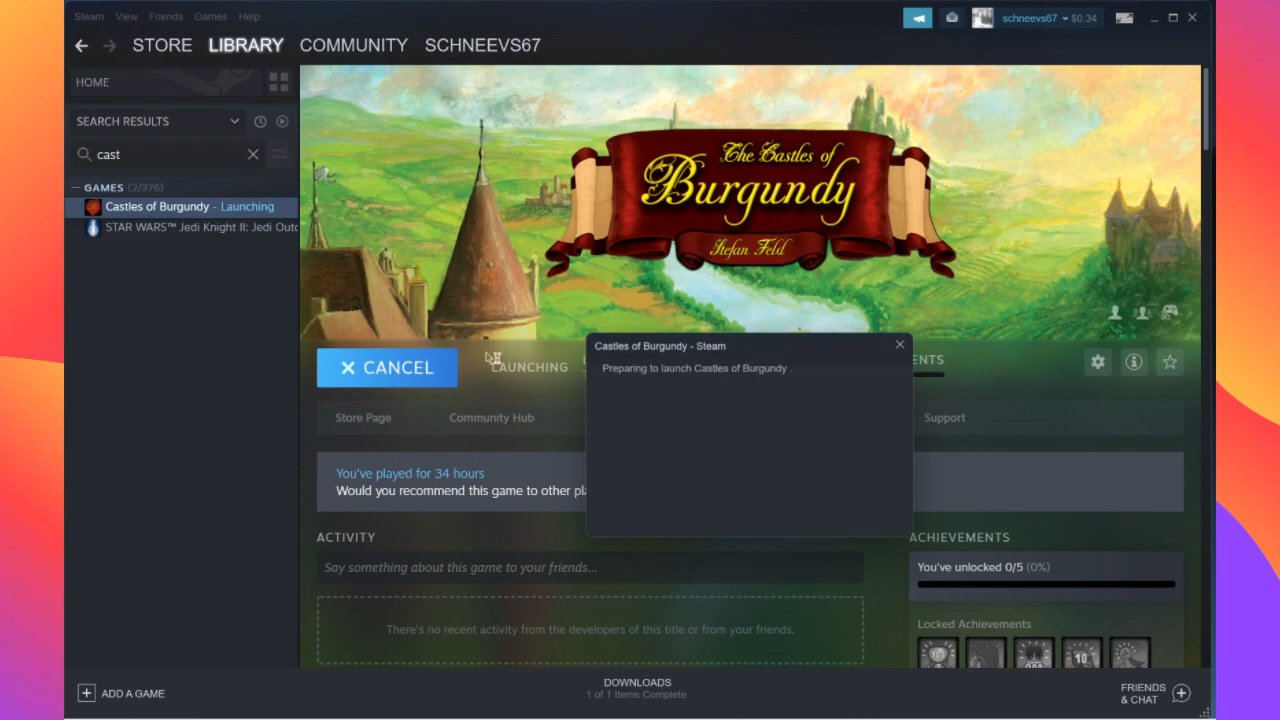 Steam View Friends Games Help
schneevs67 $0.34
STORE LIBRARY COMMUNITY SCHNEEVS67
HOME
SEARCH RESULTS
cast
GAMES (2/376)
Castles of Burgundy - Launching
STAR WARS™ Jedi Knight II: Jedi Outc
The Castles of
Burgundy
Stefan Feld
CANCEL
LAUNCHING
ENTS
Castles of Burgundy - Steam
Preparing to launch Castles of Burgundy .
Store Page Community Hub Support
You've played for 34 hours
Would you recommend this game to other pla
ACTIVITY
Say something about this game to your friends...
There's no recent activity from the developers of this title or from your friends.
ACHIEVEMENTS
You've unlocked 0/5 (0%)
Locked Achievements
10
ADD A GAME
DOWNLOADS
1 of 1 Items Complete
FRIENDS
& CHAT